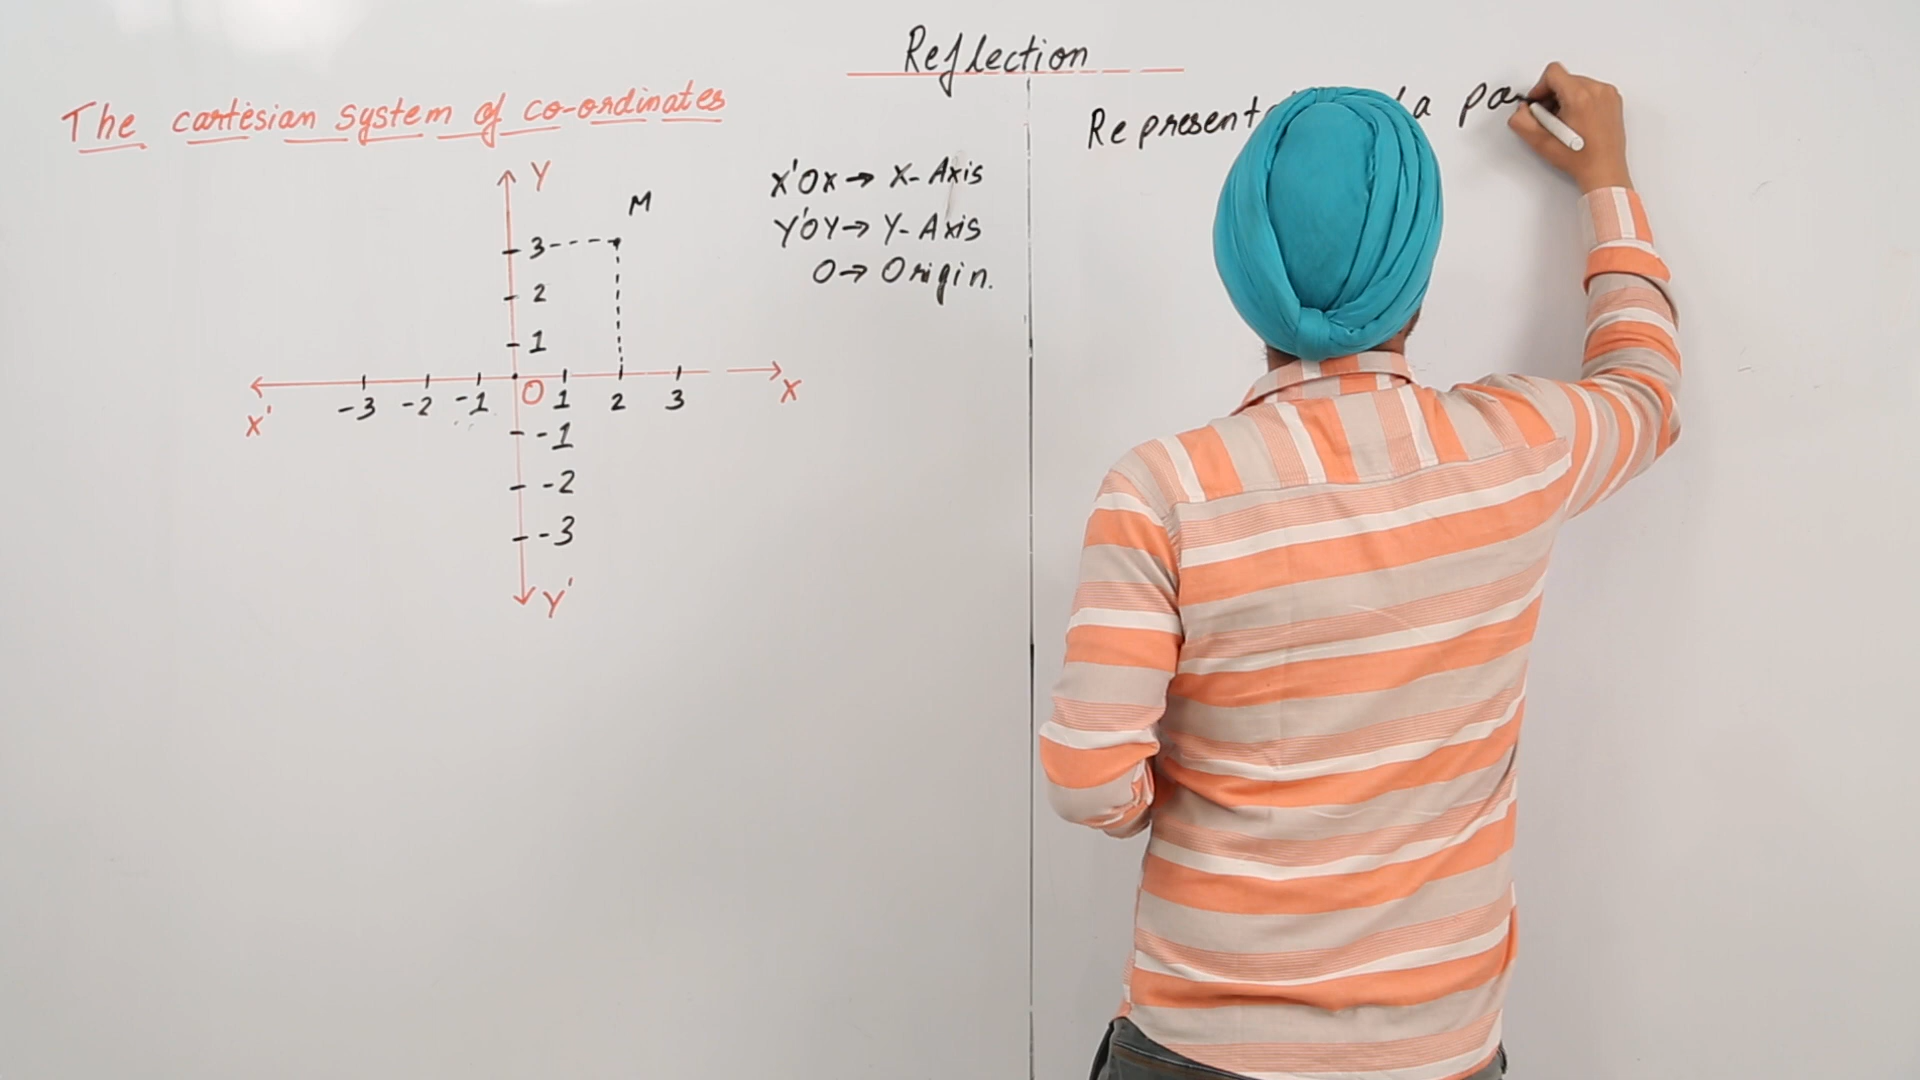 Reflection
The cartesian system of co-ordinates
Y
M
3
2
1
-3 -2 -1 O 1 2 3
X' X
-1
-2
-3
Y'
X'OX → X-Axis
Y'OY → Y-Axis
O → Origin.
a